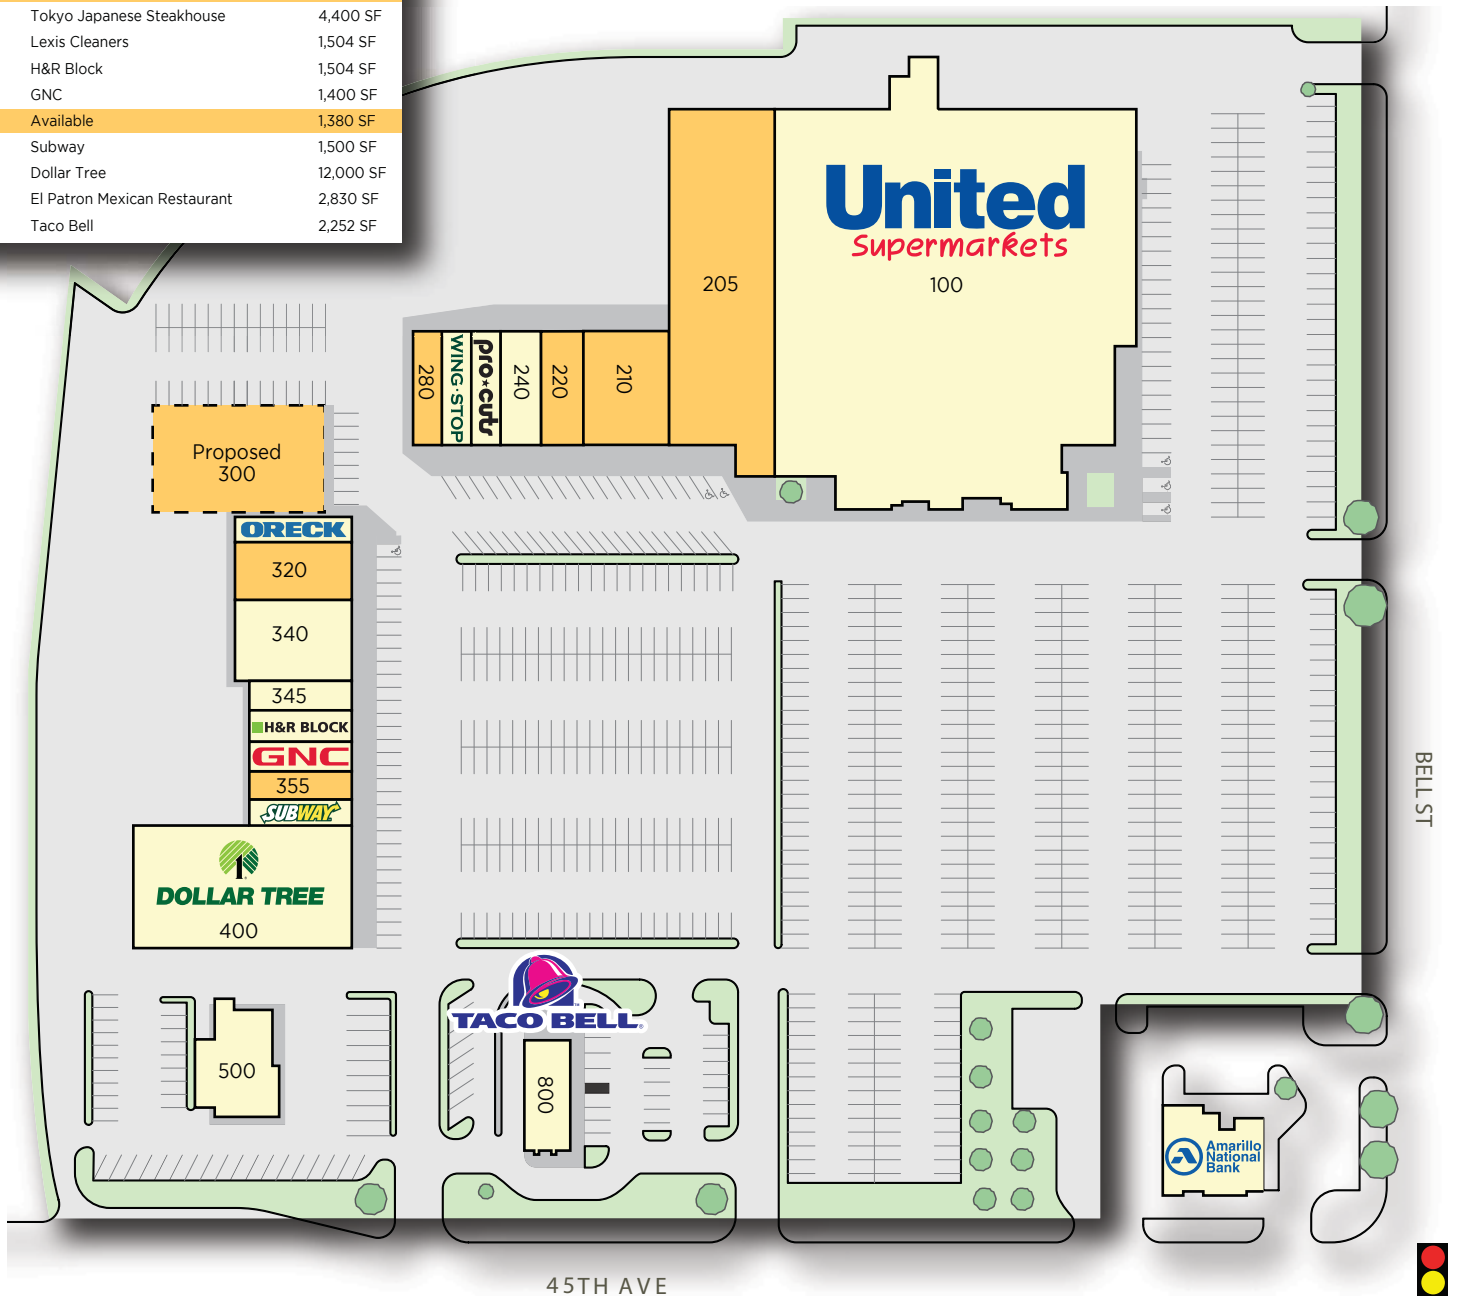 Tokyo Japanese Steakhouse 4,400 SF
Lexis Cleaners 1,504 SF
H&R Block 1,504 SF
GNC 1,400 SF
Available 1,380 SF
Subway 1,500 SF
Dollar Tree 12,000 SF
El Patron Mexican Restaurant 2,830 SF
Taco Bell 2,252 SF
United
Supermarkets
100
205
210
220
240
pro★cuts
WING·STOP
280
Proposed
300
ORECK
320
340
345
H&R BLOCK
GNC
355
SUBWAY
DOLLAR TREE
400
BELL ST
TACO BELL®
500
800
Amarillo
National
Bank
45TH AVE